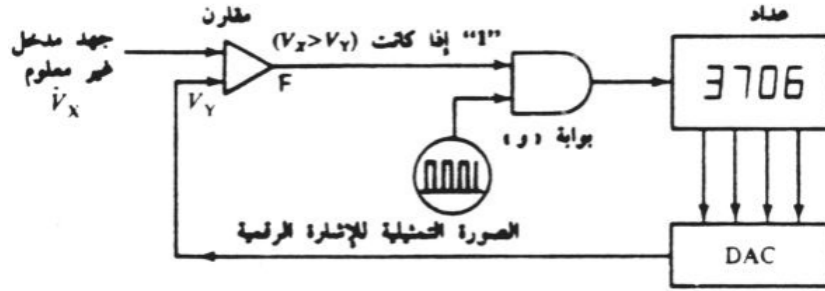 عداد
مقارن
"1" إذا كانت (V_X>V_Y)
جهد مدخل
غير معلوم
V_X
V_Y
F
3706
بوابة (و)
الصورة التمثيلية للإشارة الرقمية
DAC